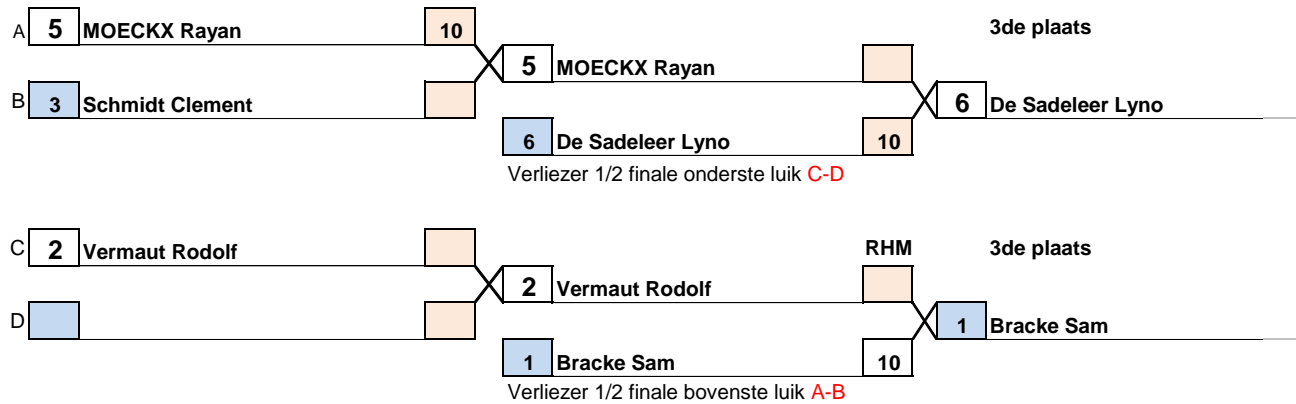 A 5 MOECKX Rayan 10 3de plaats
5 MOECKX Rayan
B 3 Schmidt Clement 6 De Sadeleer Lyno
6 De Sadeleer Lyno 10
Verliezer 1/2 finale onderste luik C-D
C 2 Vermaut Rodolf RHM 3de plaats
2 Vermaut Rodolf
D 1 Bracke Sam
1 Bracke Sam 10
Verliezer 1/2 finale bovenste luik A-B